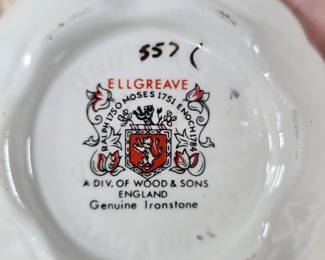 557(
ELLGREAVE
RALPH 1750 MOSES 1751 ENOCH 1784
A DIV. OF WOOD & SONS
ENGLAND
Genuine Ironstone